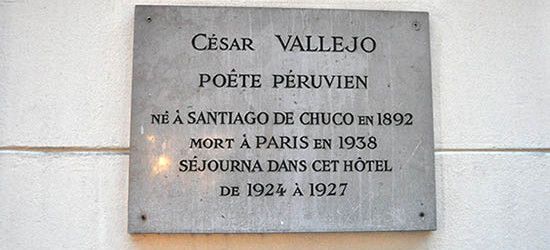 CÉSAR VALLEJO
POÊTE PÉRUVIEN
NÉ À SANTIAGO DE CHUCO EN 1892
MORT À PARIS EN 1938
SÉJOURNA DANS CET HÔTEL
DE 1924 À 1927